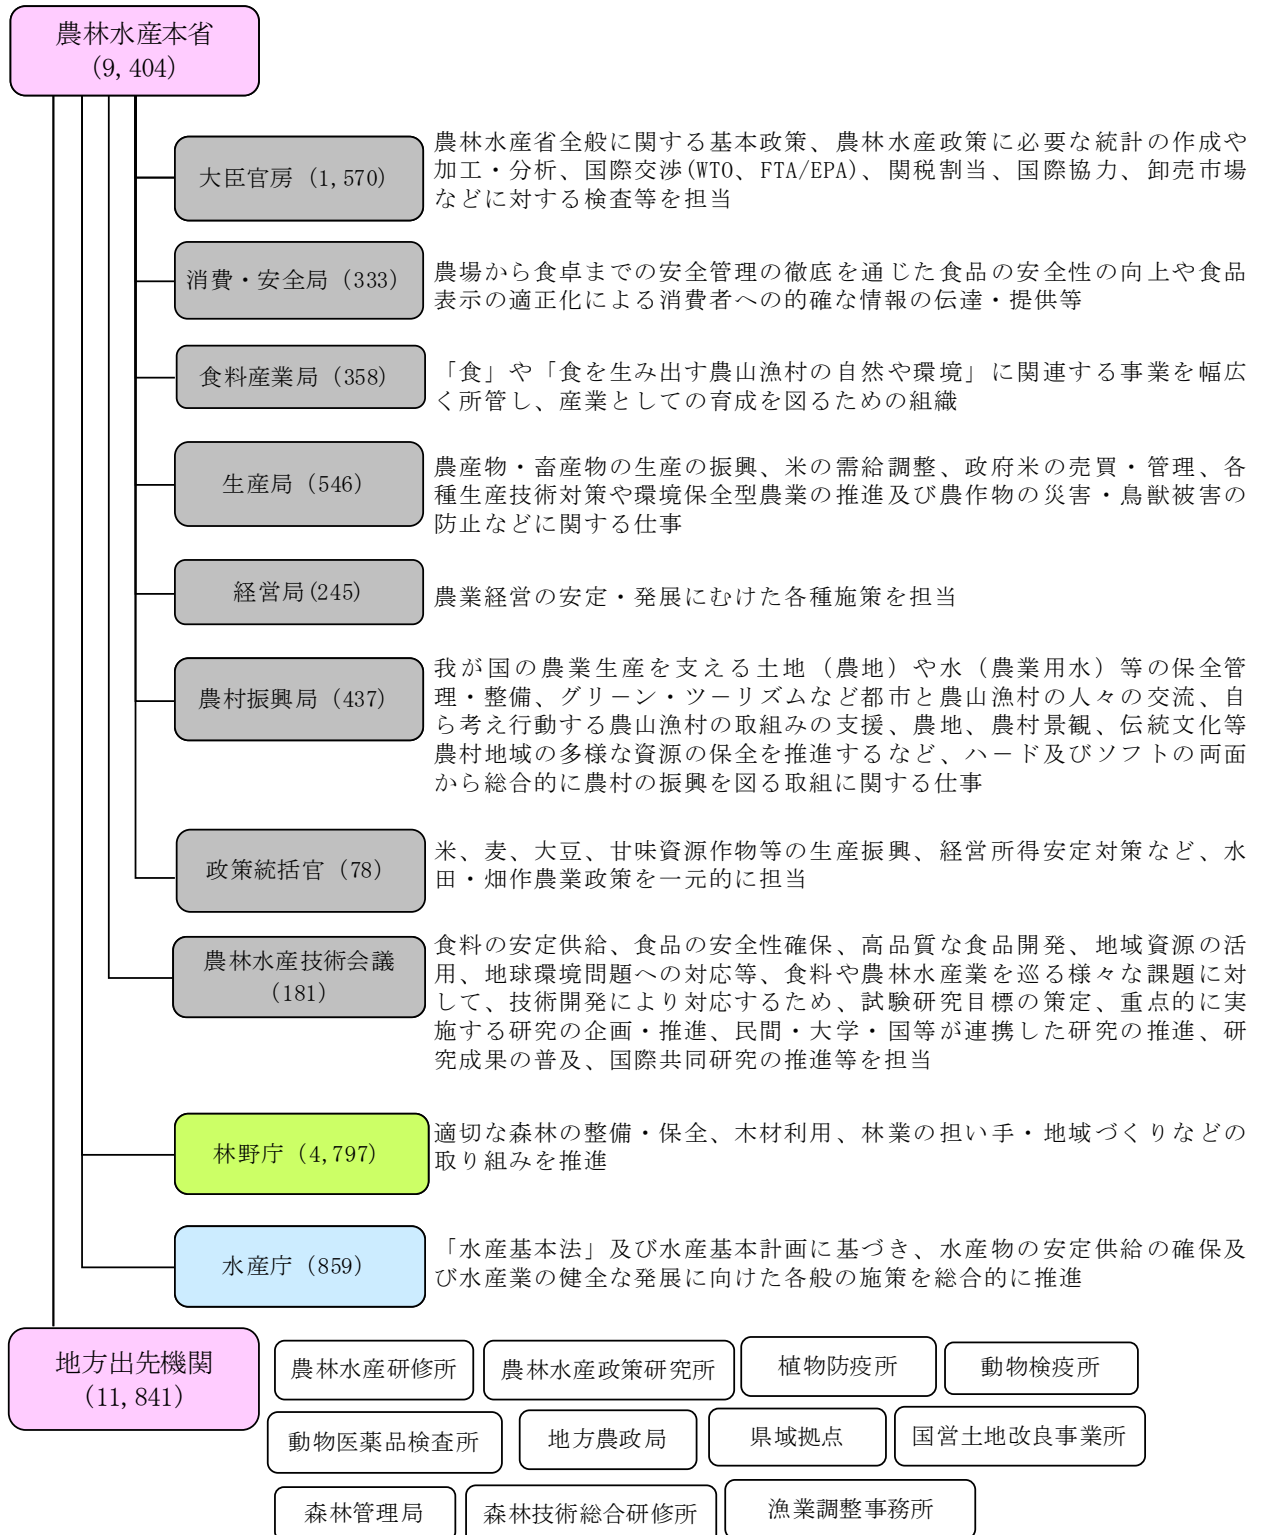 農林水産本省
（9,404）
大臣官房（1,570）
農林水産省全般に関する基本政策、農林水産政策に必要な統計の作成や
加工・分析、国際交渉(WTO、FTA/EPA)、関税割当、国際協力、卸売市場
などに対する検査等を担当
消費・安全局（333）
農場から食卓までの安全管理の徹底を通じた食品の安全性の向上や食品
表示の適正化による消費者への的確な情報の伝達・提供等
食料産業局（358）
「食」や「食を生み出す農山漁村の自然や環境」に関連する事業を幅広
く所管し、産業としての育成を図るための組織
生産局（546）
農産物・畜産物の生産の振興、米の需給調整、政府米の売買・管理、各
種生産技術対策や環境保全型農業の推進及び農作物の災害・鳥獣被害の
防止などに関する仕事
経営局(245)
農業経営の安定・発展にむけた各種施策を担当
農村振興局（437）
我が国の農業生産を支える土地（農地）や水（農業用水）等の保全管
理・整備、グリーン・ツーリズムなど都市と農山漁村の人々の交流、自
ら考え行動する農山漁村の取組みの支援、農地、農村景観、伝統文化等
農村地域の多様な資源の保全を推進するなど、ハード及びソフトの両面
から総合的に農村の振興を図る取組に関する仕事
政策統括官（78）
米、麦、大豆、甘味資源作物等の生産振興、経営所得安定対策など、水
田・畑作農業政策を一元的に担当
農林水産技術会議
（181）
食料の安定供給、食品の安全性確保、高品質な食品開発、地域資源の活
用、地球環境問題への対応等、食料や農林水産業を巡る様々な課題に対
して、技術開発により対応するため、試験研究目標の策定、重点的に実
施する研究の企画・推進、民間・大学・国等が連携した研究の推進、研
究成果の普及、国際共同研究の推進等を担当
林野庁（4,797）
適切な森林の整備・保全、木材利用、林業の担い手・地域づくりなどの
取り組みを推進
水産庁（859）
「水産基本法」及び水産基本計画に基づき、水産物の安定供給の確保及
び水産業の健全な発展に向けた各般の施策を総合的に推進
地方出先機関
（11,841）
農林水産研修所
農林水産政策研究所
植物防疫所
動物検疫所
動物医薬品検査所
地方農政局
県域拠点
国営土地改良事業所
森林管理局
森林技術総合研修所
漁業調整事務所